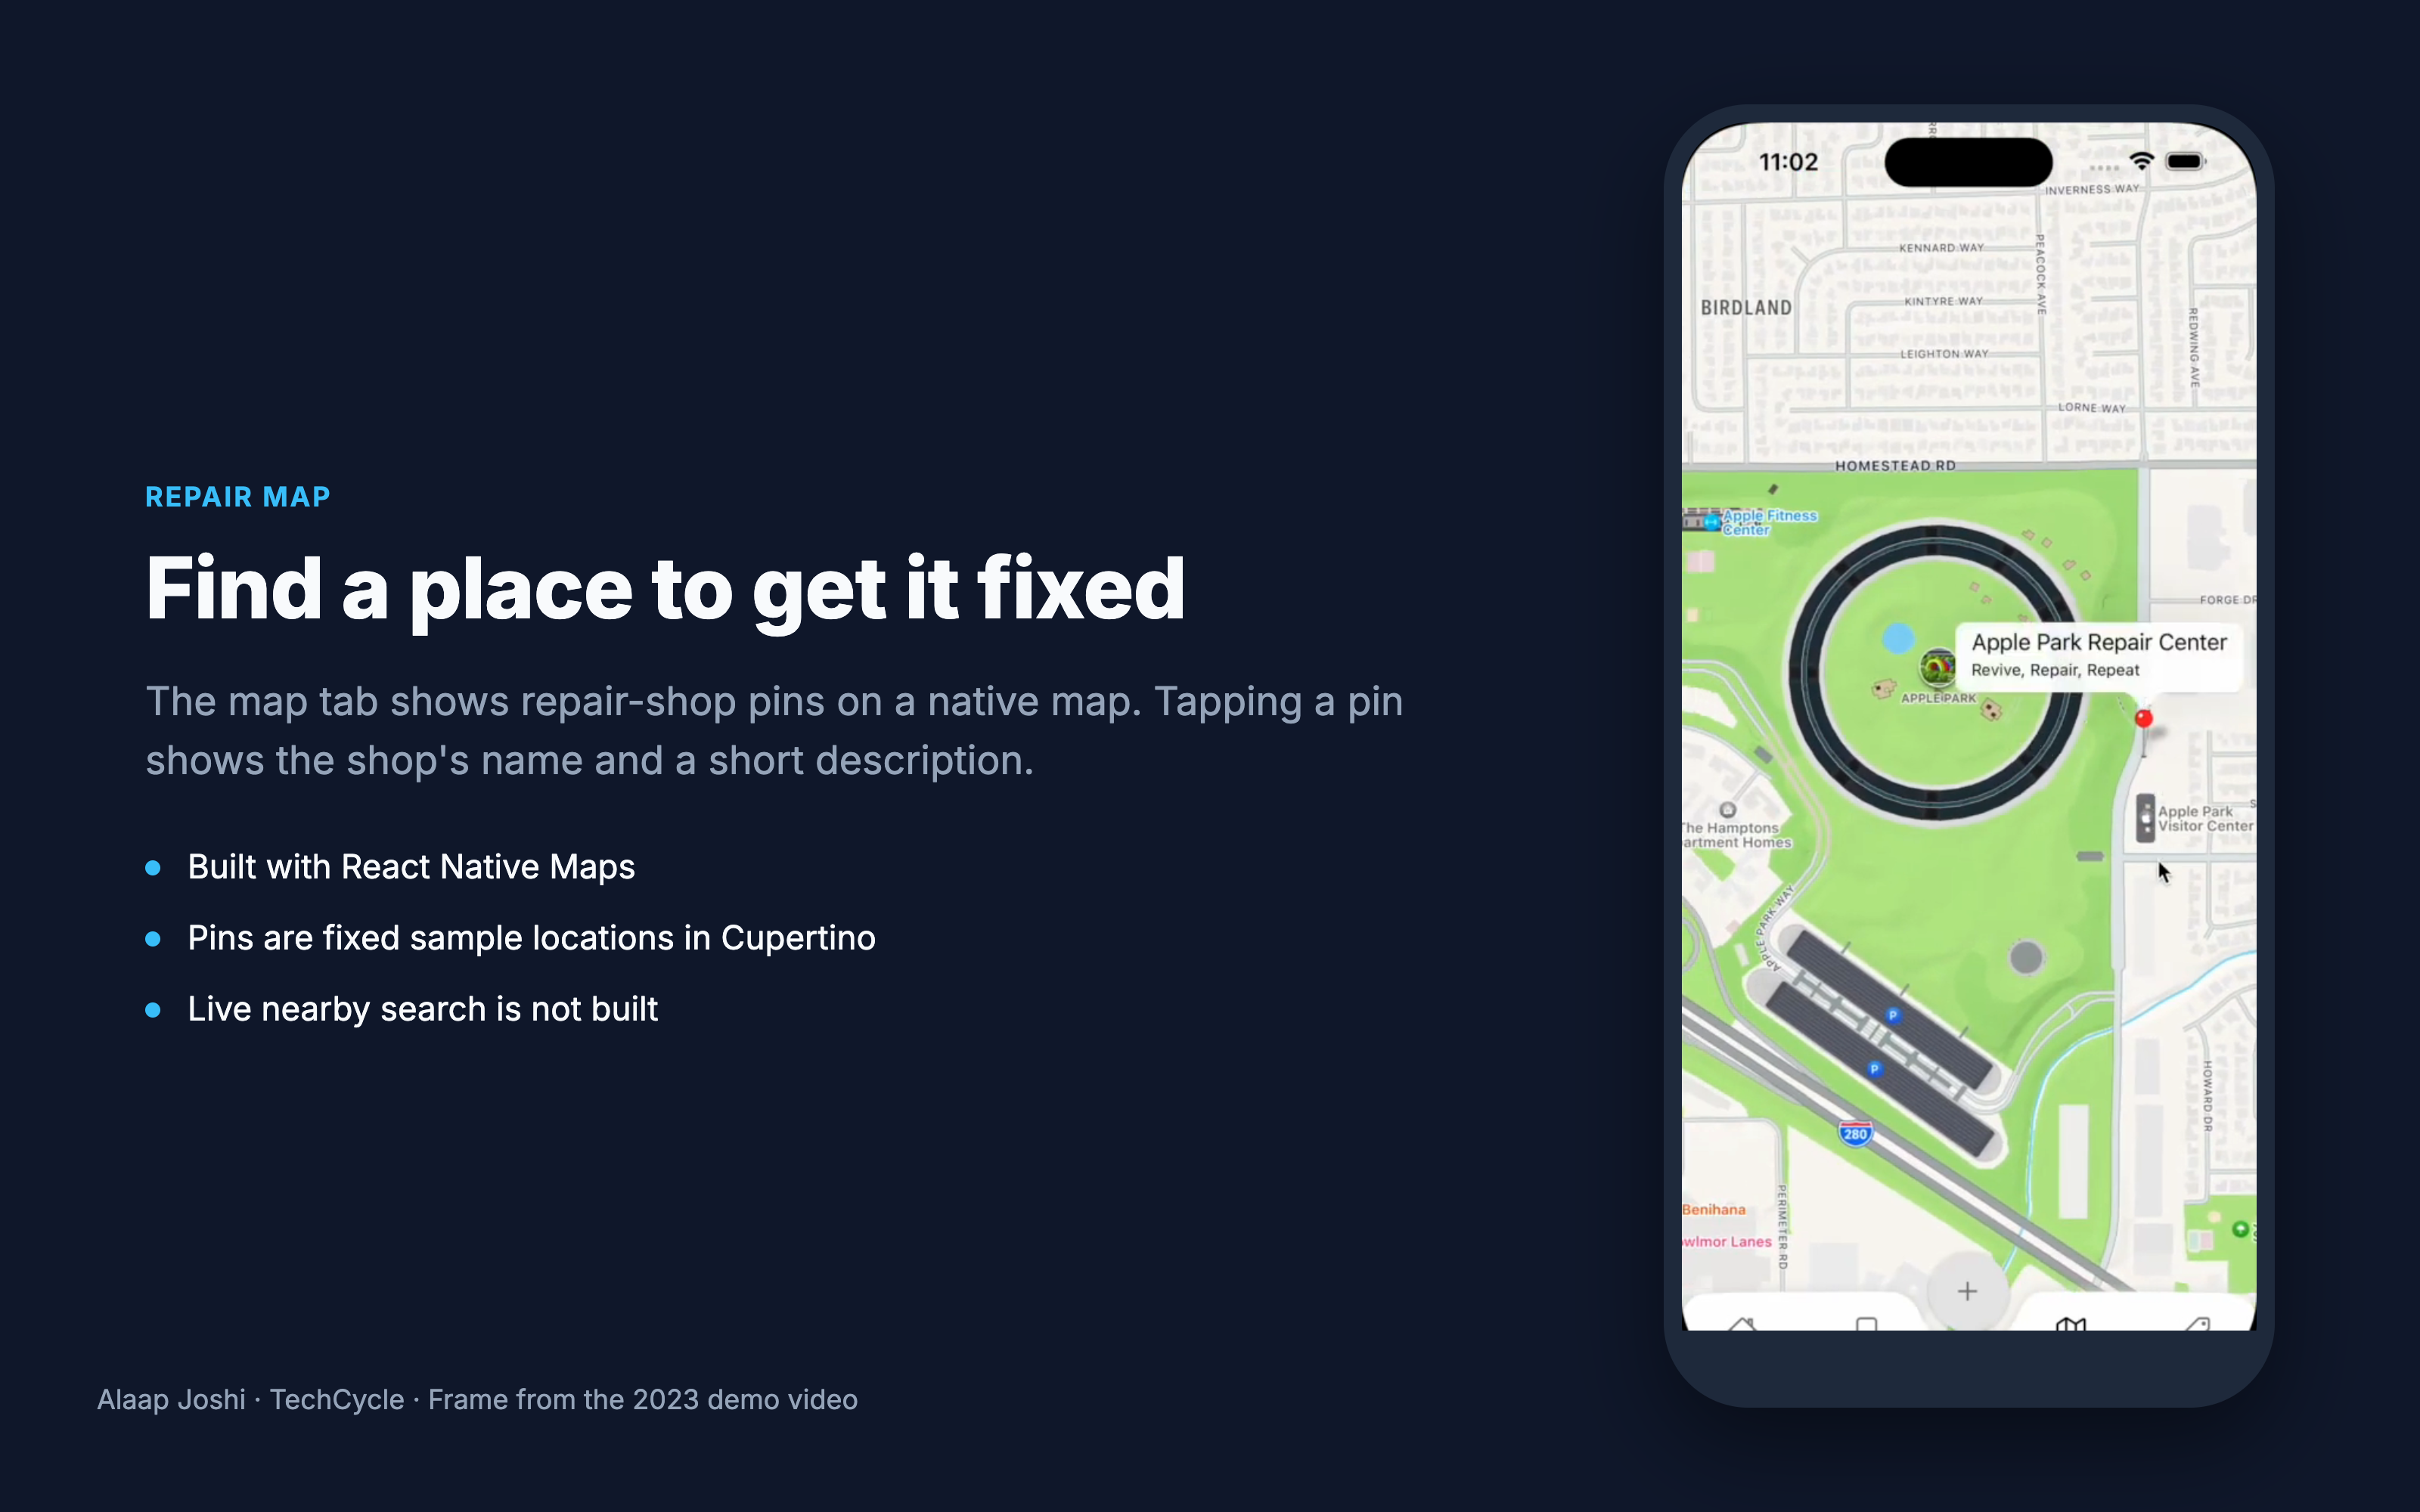 REPAIR MAP
Find a place to get it fixed
The map tab shows repair-shop pins on a native map. Tapping a pin
shows the shop's name and a short description.
Built with React Native Maps
Pins are fixed sample locations in Cupertino
Live nearby search is not built
Alaap Joshi · TechCycle · Frame from the 2023 demo video
11:02
INVERNESS WAY
KENNARD WAY
PEACOCK AVE
BIRDLAND
KINTYRE WAY
REDWING AVE
LEIGHTON WAY
LORNE WAY
HOMESTEAD RD
Apple Fitness
Center
FORGE DR
Apple Park Repair Center
Revive, Repair, Repeat
APPLE PARK
Apple Park
Visitor Center
The Hamptons
artment Homes
APPLE PARK WAY
P
P
280
HOWARD DR
PERIMETER RD
Benihana
owlmor Lanes
+